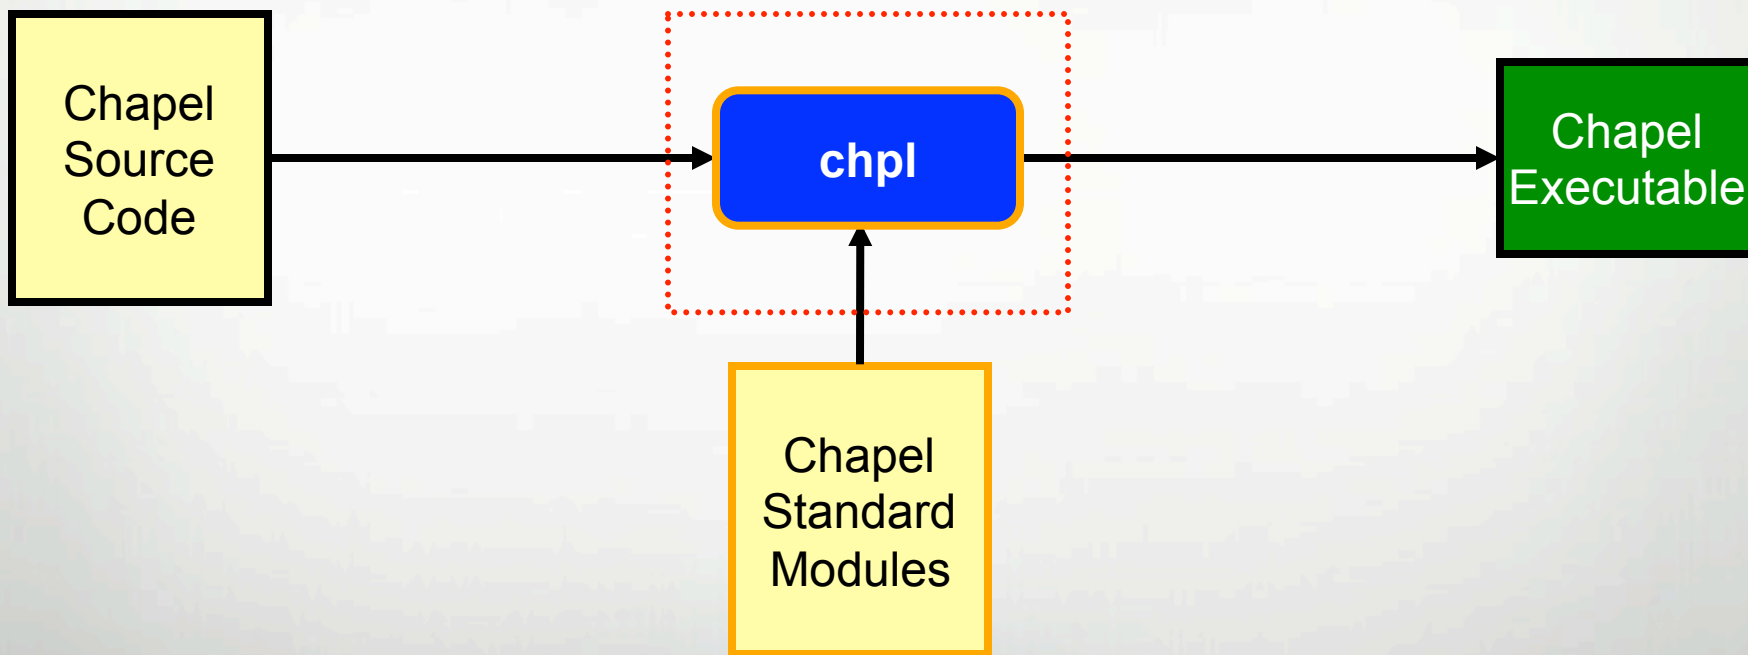 Chapel
Source
Code
chpl
Chapel
Executable
Chapel
Standard
Modules